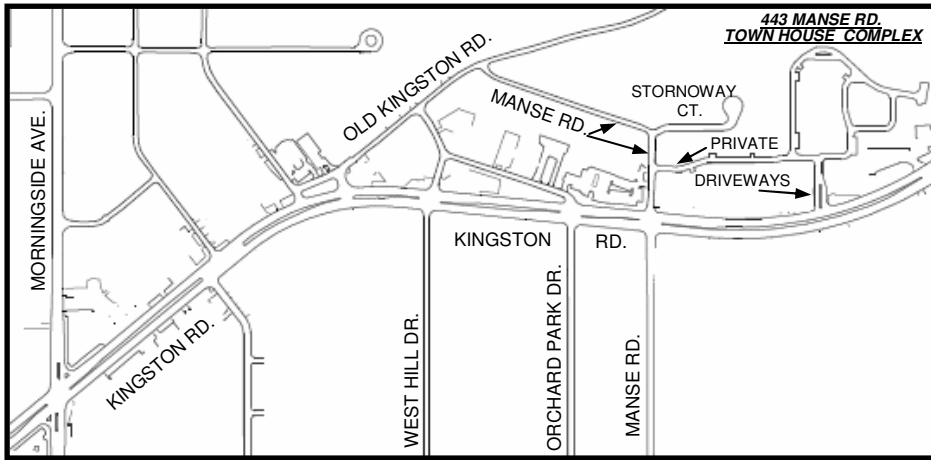 443 MANSE RD.
TOWN HOUSE COMPLEX
OLD KINGSTON RD.
MANSE RD.
STORNOWAY
CT.
PRIVATE
DRIVEWAYS
MORNINGSIDE AVE.
KINGSTON RD.
KINGSTON RD.
WEST HILL DR.
ORCHARD PARK DR.
MANSE RD.